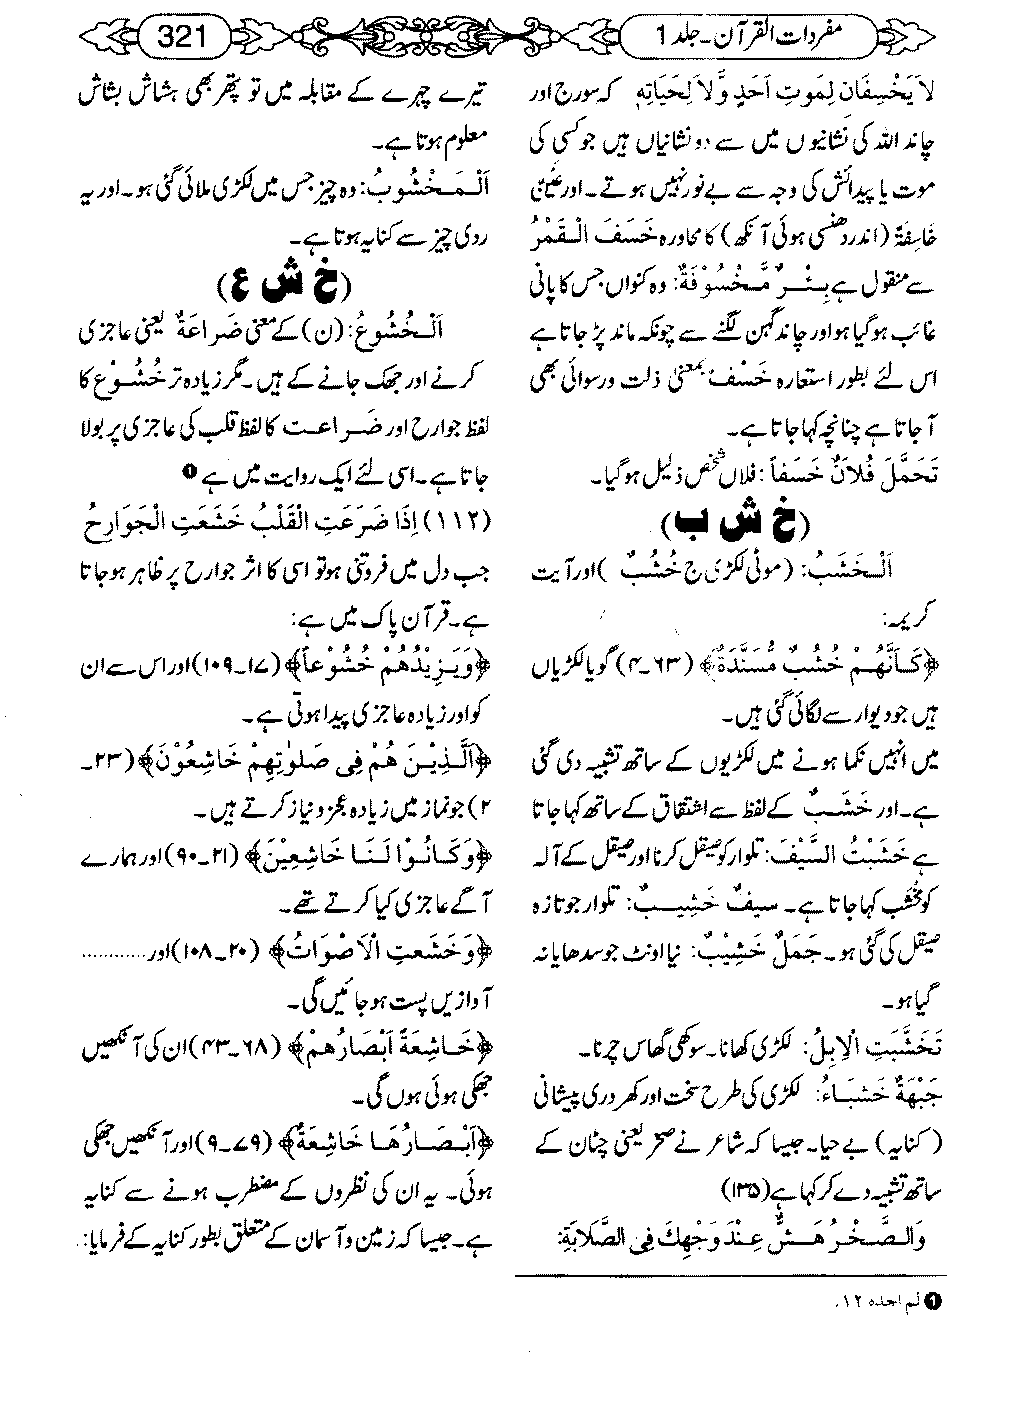 مفردات القرآن۔جلد 1
321
لاَ يَخْسِفَانِ لِمَوتِ اَحَدٍ وَّلاَ لِحَيَاتِهٖ کہ سورج اور
چاند اللہ کی نشانیوں میں سے دو نشانیاں ہیں جو کسی کی
موت یا پیدائش کی وجہ سے بے نور نہیں ہوتے۔ اور عَیْنٌ
خَاسِفَةٌ (اندر دھنسی ہوئی آنکھ) کا محاورہ خَسَفَ الْقَمَرُ
سے منقول ہے بِئْرٌ مَّخْسُوْفَةٌ: وہ کنواں جس کا پانی
غائب ہوگیا ہو اور چاند گہن لگنے سے چونکہ ماند پڑ جاتا ہے
اس لئے بطور استعارہ خَسْفٌ بمعنی ذلت ورسوائی بھی
آجاتا ہے چنانچہ کہا جاتا ہے۔
تَحَمَّلَ فُلاَنٌ خَسَفاً: فلاں شخص ذلیل ہوگیا۔
(خ ش ب)
اَلْخَشَبُ: (موٹی لکڑی ج خُشُبٌ) اور آیت
کریمہ:
﴿كَاَنَّهُمْ خُشُبٌ مُسَنَّدَةٌ﴾ (۶۳۔۴) گویا لکڑیاں
ہیں جو دیوار سے لگائی گئی ہیں۔
میں انہیں نکما ہونے میں لکڑیوں کے ساتھ تشبیہ دی گئی
ہے۔ اور خَشَبٌ کے لفظ سے اشتقاق کے ساتھ کہا جاتا
ہے خَشَبْتُ السَّيْفَ: تلوار کو صیقل کرنا اور صیقل کے آلہ
کو مخشب کہا جاتا ہے۔ سیفٌ خَشِيبٌ: تلوار جو تازہ
صیقل کی گئی ہو۔ جَمَلٌ خَشِيْبٌ: نیا اونٹ جو سدھایا نہ
گیا ہو۔
تَخَشَّبَتِ الْاِبِلُ: لکڑی کھانا۔ سوکھی گھاس چرنا۔
جَبْهَةٌ خَشْبَاءُ: لکڑی کی طرح سخت اور کھردری پیشانی
(کنایہ) بے حیا۔ جیسا کہ شاعر نے صخر یعنی چٹان کے
ساتھ تشبیہ دے کر کہا ہے (۱۳۵)
وَالصَّخْرُ هَشٌّ عِنْدَ وَجْهِكَ فِى الصَّلَابَةِ:
❶ لم اجده ۱۲.
تیرے چہرے کے مقابلہ میں تو پتھر بھی ہشاش بشاش
معلوم ہوتا ہے۔
اَلْمَخْشُوبُ: وہ چیز جس میں لکڑی ملائی گئی ہو۔ اور یہ
ردی چیز سے کنایہ ہوتا ہے۔
(خ ش ع)
اَلْخُشُوعُ: (ن) کے معنی ضَرَاعَةٌ یعنی عاجزی
کرنے اور جھک جانے کے ہیں۔ مگر زیادہ تر خُشُوْع کا
لفظ جوارح اور ضَراعت کا لفظ قلب کی عاجزی پر بولا
جاتا ہے۔ اسی لئے ایک روایت میں ہے ❶
(۱۱۲) اِذَا ضَرَعَتِ الْقَلْبُ خَشَعَتِ الْجَوَارِحُ
جب دل میں فروتنی ہو تو اسی کا اثر جوارح پر ظاہر ہوجاتا
ہے۔ قرآن پاک میں ہے:
﴿وَيَزِيْدُهُمْ خُشُوْعاً﴾ (۱۷۔۱۰۹) اور اس سے ان
کو اور زیادہ عاجزی پیدا ہوتی ہے۔
﴿اَلَّذِيْنَ هُمْ فِى صَلٰوتِهِمْ خَاشِعُوْنَ﴾ (۲۳۔
۲) جو نماز میں زیادہ عجز و نیاز کرتے ہیں۔
﴿وَكَانُوْا لَنَا خَاشِعِيْنَ﴾ (۲۱۔۹۰) اور ہمارے
آگے عاجزی کیا کرتے تھے۔
﴿وَخَشَعتِ الْاَصْوَاتُ﴾ (۲۰۔۱۰۸) اور............
آوازیں پست ہوجائیں گی۔
﴿خَاشِعَةً اَبْصَارُهمْ﴾ (۶۸۔۴۳) ان کی آنکھیں
جھکی ہوئی ہوں گی۔
﴿اَبْصَارُهَا خَاشِعَةٌ﴾ (۷۹۔۹) اور آنکھیں جھکی
ہوئی۔ یہ ان کی نظروں کے مضطرب ہونے سے کنایہ
ہے۔ جیسا کہ زمین وآسمان کے متعلق بطور کنایہ کے فرمایا: